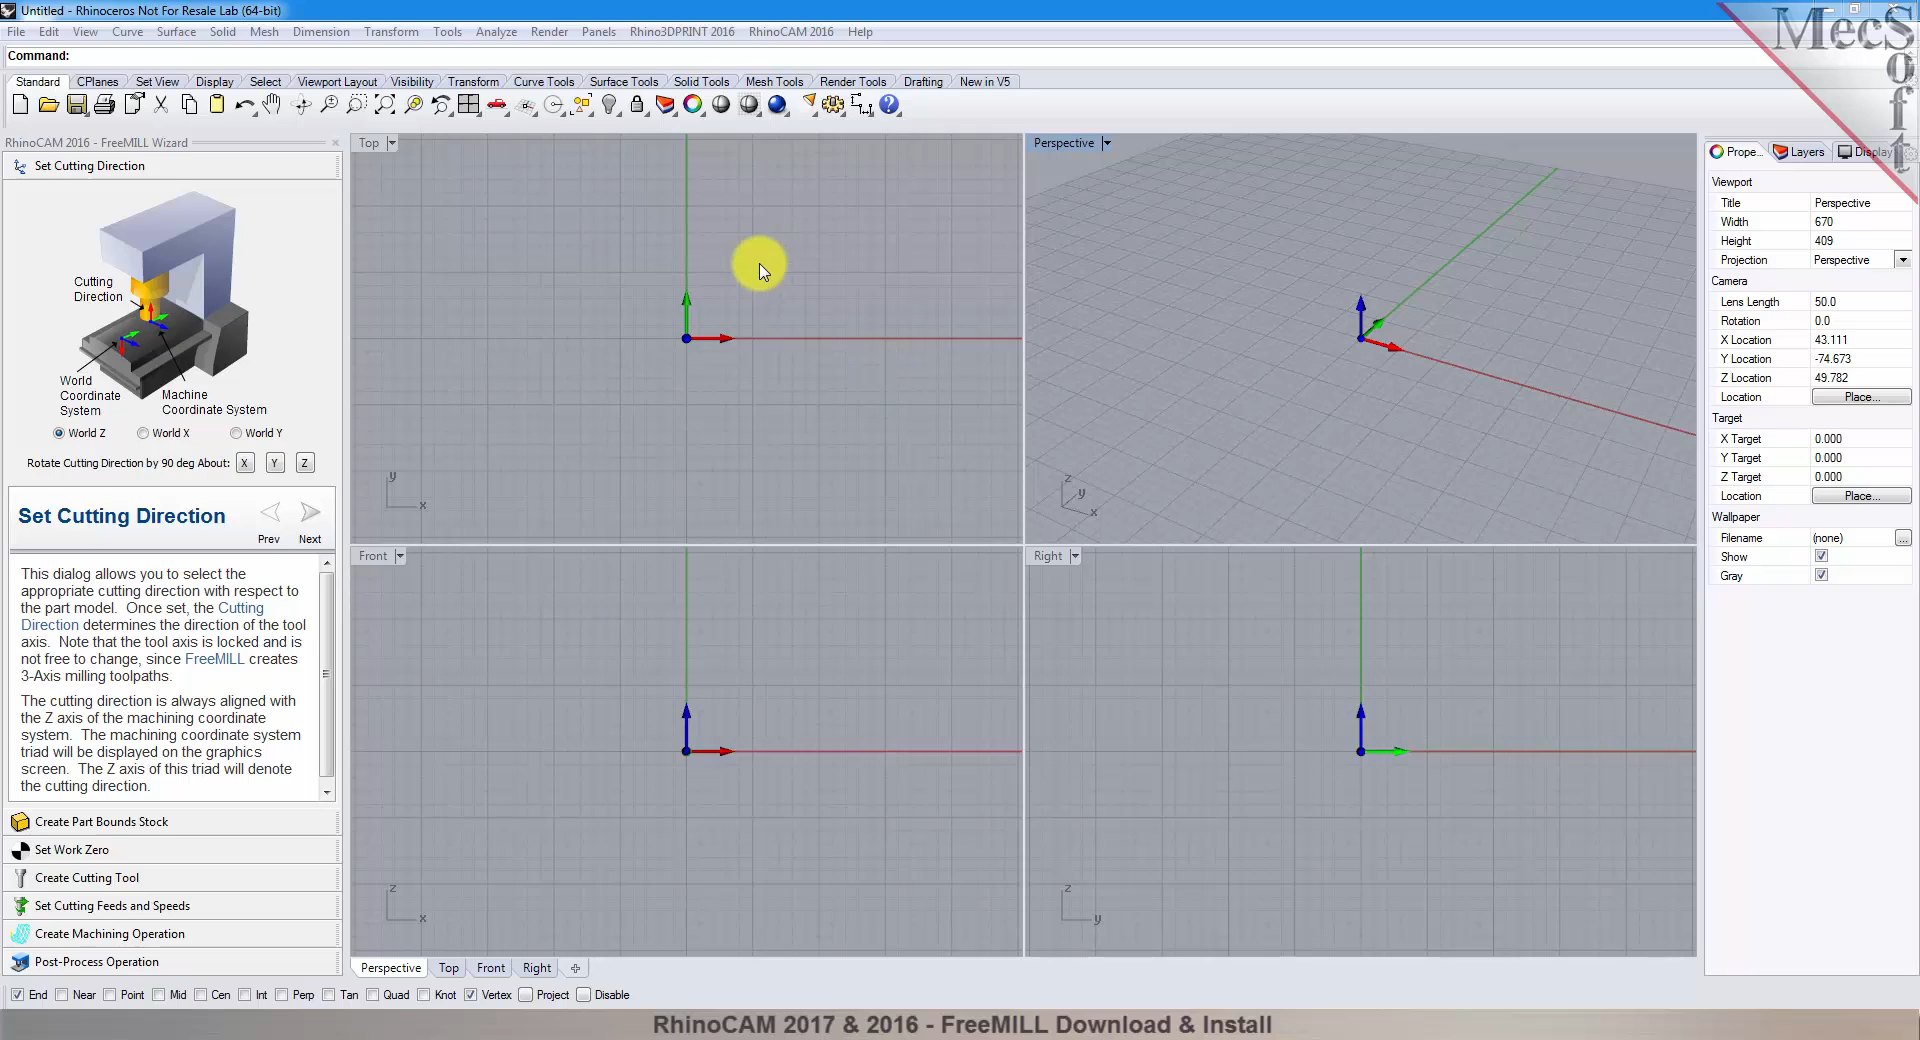 Untitled - Rhinoceros Not For Resale Lab (64-bit)
File Edit View Curve Surface Solid Mesh Dimension Transform Tools Analyze Render Panels Rhino3DPRINT 2016 RhinoCAM 2016 Help
Command:
Standard CPlanes Set View Display Select Viewport Layout Visibility Transform Curve Tools Surface Tools Solid Tools Mesh Tools Render Tools Drafting New in V5
MecSoft
RhinoCAM 2016 - FreeMILL Wizard
Set Cutting Direction
Cutting
Direction
World
Coordinate
System
Machine
Coordinate System
World Z World X World Y
Rotate Cutting Direction by 90 deg About: X Y Z
Set Cutting Direction
Prev Next
This dialog allows you to select the
appropriate cutting direction with respect to
the part model. Once set, the Cutting
Direction determines the direction of the tool
axis. Note that the tool axis is locked and is
not free to change, since FreeMILL creates
3-Axis milling toolpaths.
The cutting direction is always aligned with
the Z axis of the machining coordinate
system. The machining coordinate system
triad will be displayed on the graphics
screen. The Z axis of this triad will denote
the cutting direction.
Create Part Bounds Stock
Set Work Zero
Create Cutting Tool
Set Cutting Feeds and Speeds
Create Machining Operation
Post-Process Operation
Top
y
x
Perspective
z
y
x
Front
z
x
Right
z
y
Perspective Top Front Right
Prope... Layers Display
Viewport
Title Perspective
Width 670
Height 409
Projection Perspective
Camera
Lens Length 50.0
Rotation 0.0
X Location 43.111
Y Location -74.673
Z Location 49.782
Location Place...
Target
X Target 0.000
Y Target 0.000
Z Target 0.000
Location Place...
Wallpaper
Filename (none) ...
Show
Gray
End Near Point Mid Cen Int Perp Tan Quad Knot Vertex Project Disable
RhinoCAM 2017 & 2016 - FreeMILL Download & Install